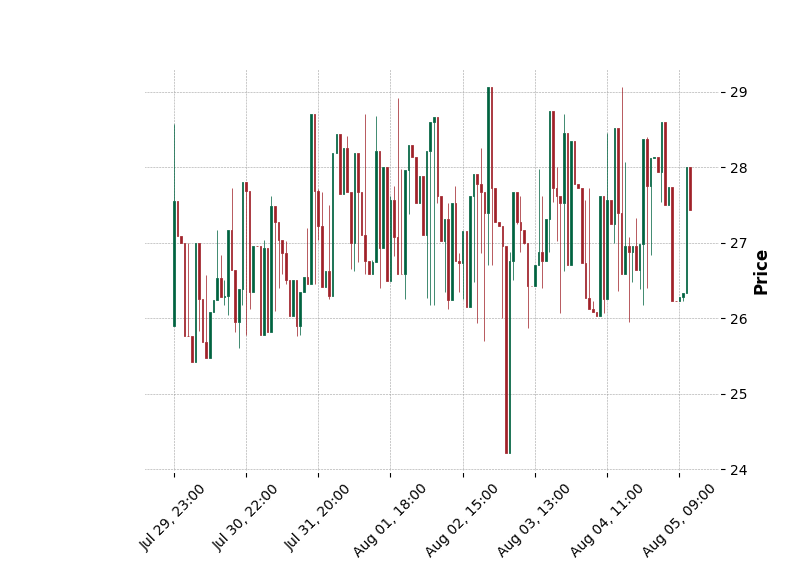 29
28
27
26
25
24
Price
Jul 29, 23:00
Jul 30, 22:00
Jul 31, 20:00
Aug 01, 18:00
Aug 02, 15:00
Aug 03, 13:00
Aug 04, 11:00
Aug 05, 09:00